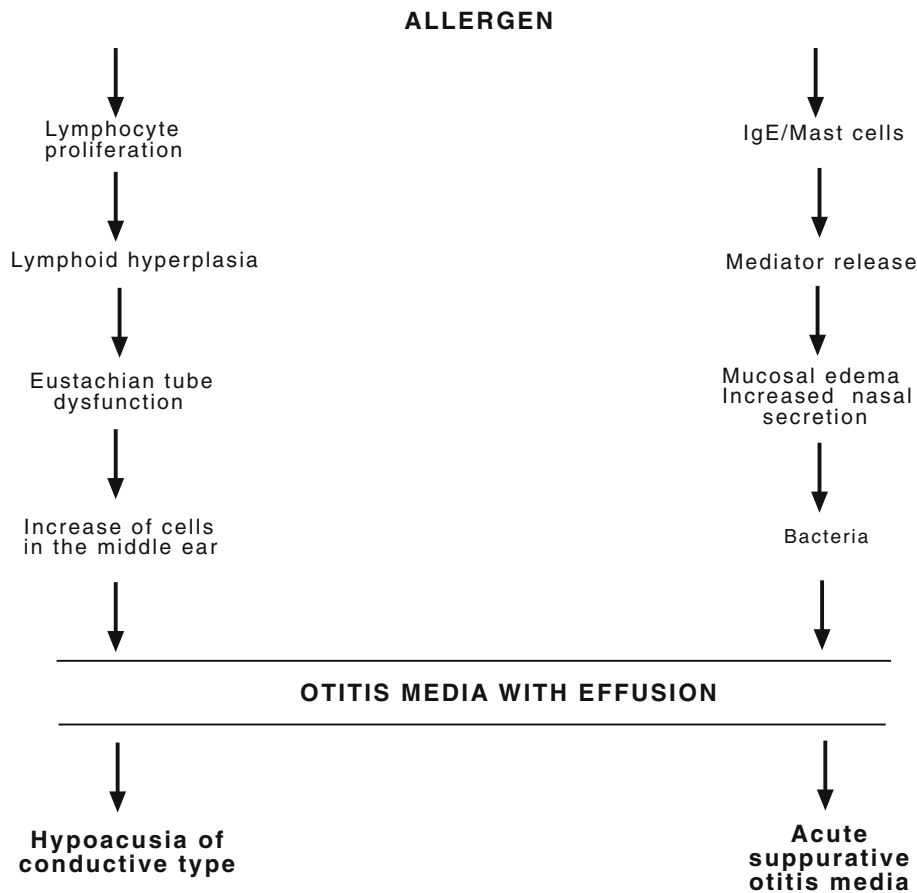 ALLERGEN
Lymphocyte
proliferation
IgE/Mast cells
Lymphoid hyperplasia
Mediator release
Eustachian tube
dysfunction
Mucosal edema
Increased nasal
secretion
Increase of cells
in the middle ear
Bacteria
OTITIS MEDIA WITH EFFUSION
Hypoacusia of
conductive type
Acute
suppurative
otitis media